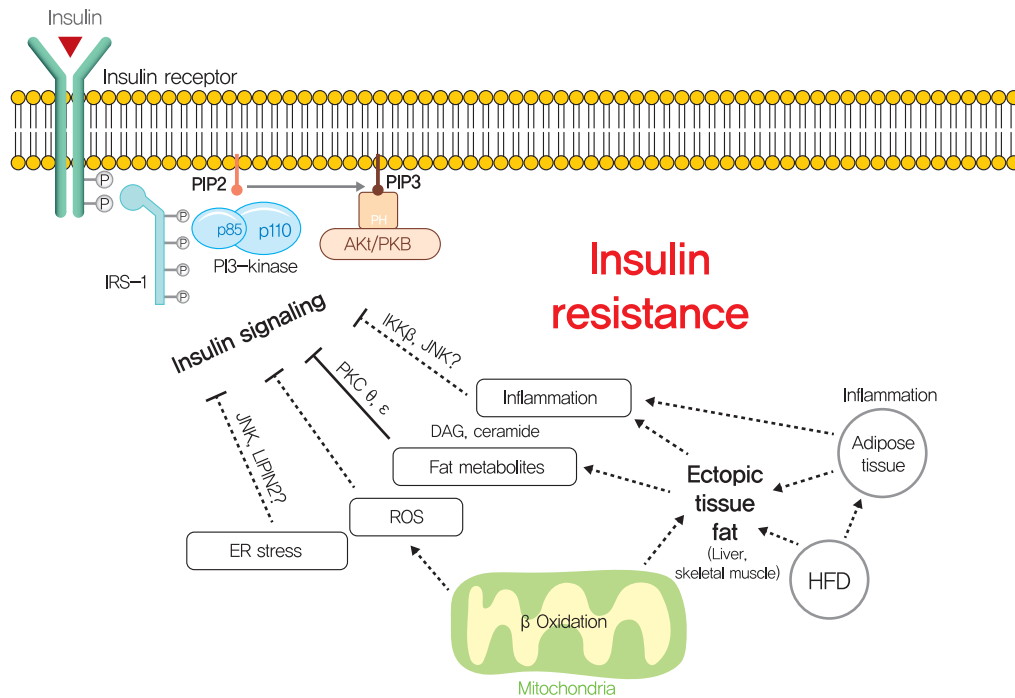 Insulin
Insulin receptor
P
P
PIP2
PIP3
P
P
P
P
IRS-1
p85
p110
PI3-kinase
PH
AKt/PKB
Insulin
resistance
Insulin signaling
IKKβ, JNK?
PKC θ, ε
JNK, LIPIN2?
Inflammation
DAG, ceramide
Fat metabolites
ROS
ER stress
Inflammation
Adipose
tissue
Ectopic
tissue
fat
(Liver,
skeletal muscle)
HFD
β Oxidation
Mitochondria